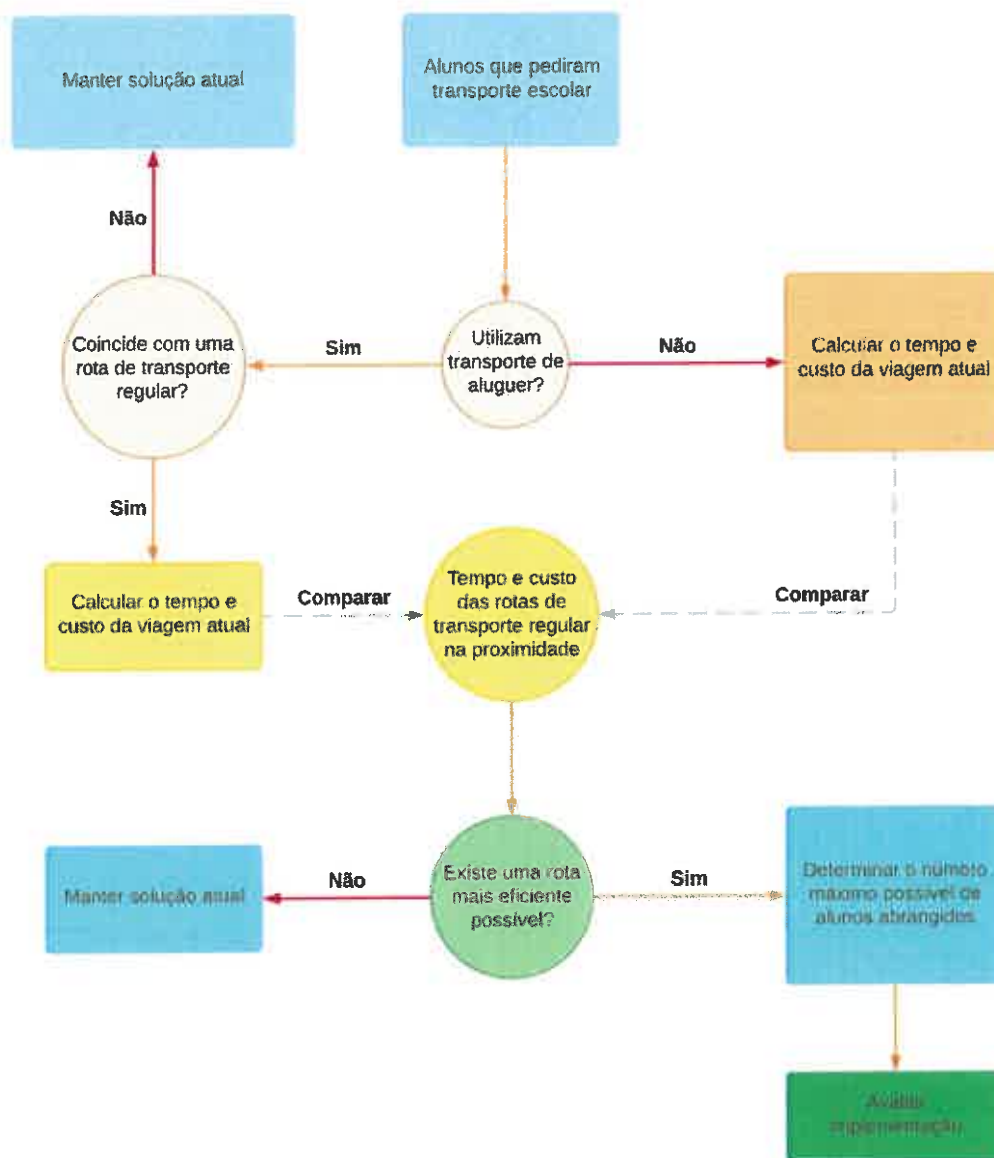 Manter solução atual
Alunos que pediram
transporte escolar
Não
Coincide com uma
rota de transporte
regular?
Sim
Utilizam
transporte de
aluguer?
Não
Calcular o tempo e
custo da viagem atual
Sim
Calcular o tempo e
custo da viagem atual
Comparar
Tempo e custo
das rotas de
transporte regular
na proximidade
Comparar
Manter solução atual
Não
Existe uma rota
mais eficiente
possível?
Sim
Determinar o número
máximo possível de
alunos abrangidos
Avaliar
implementação